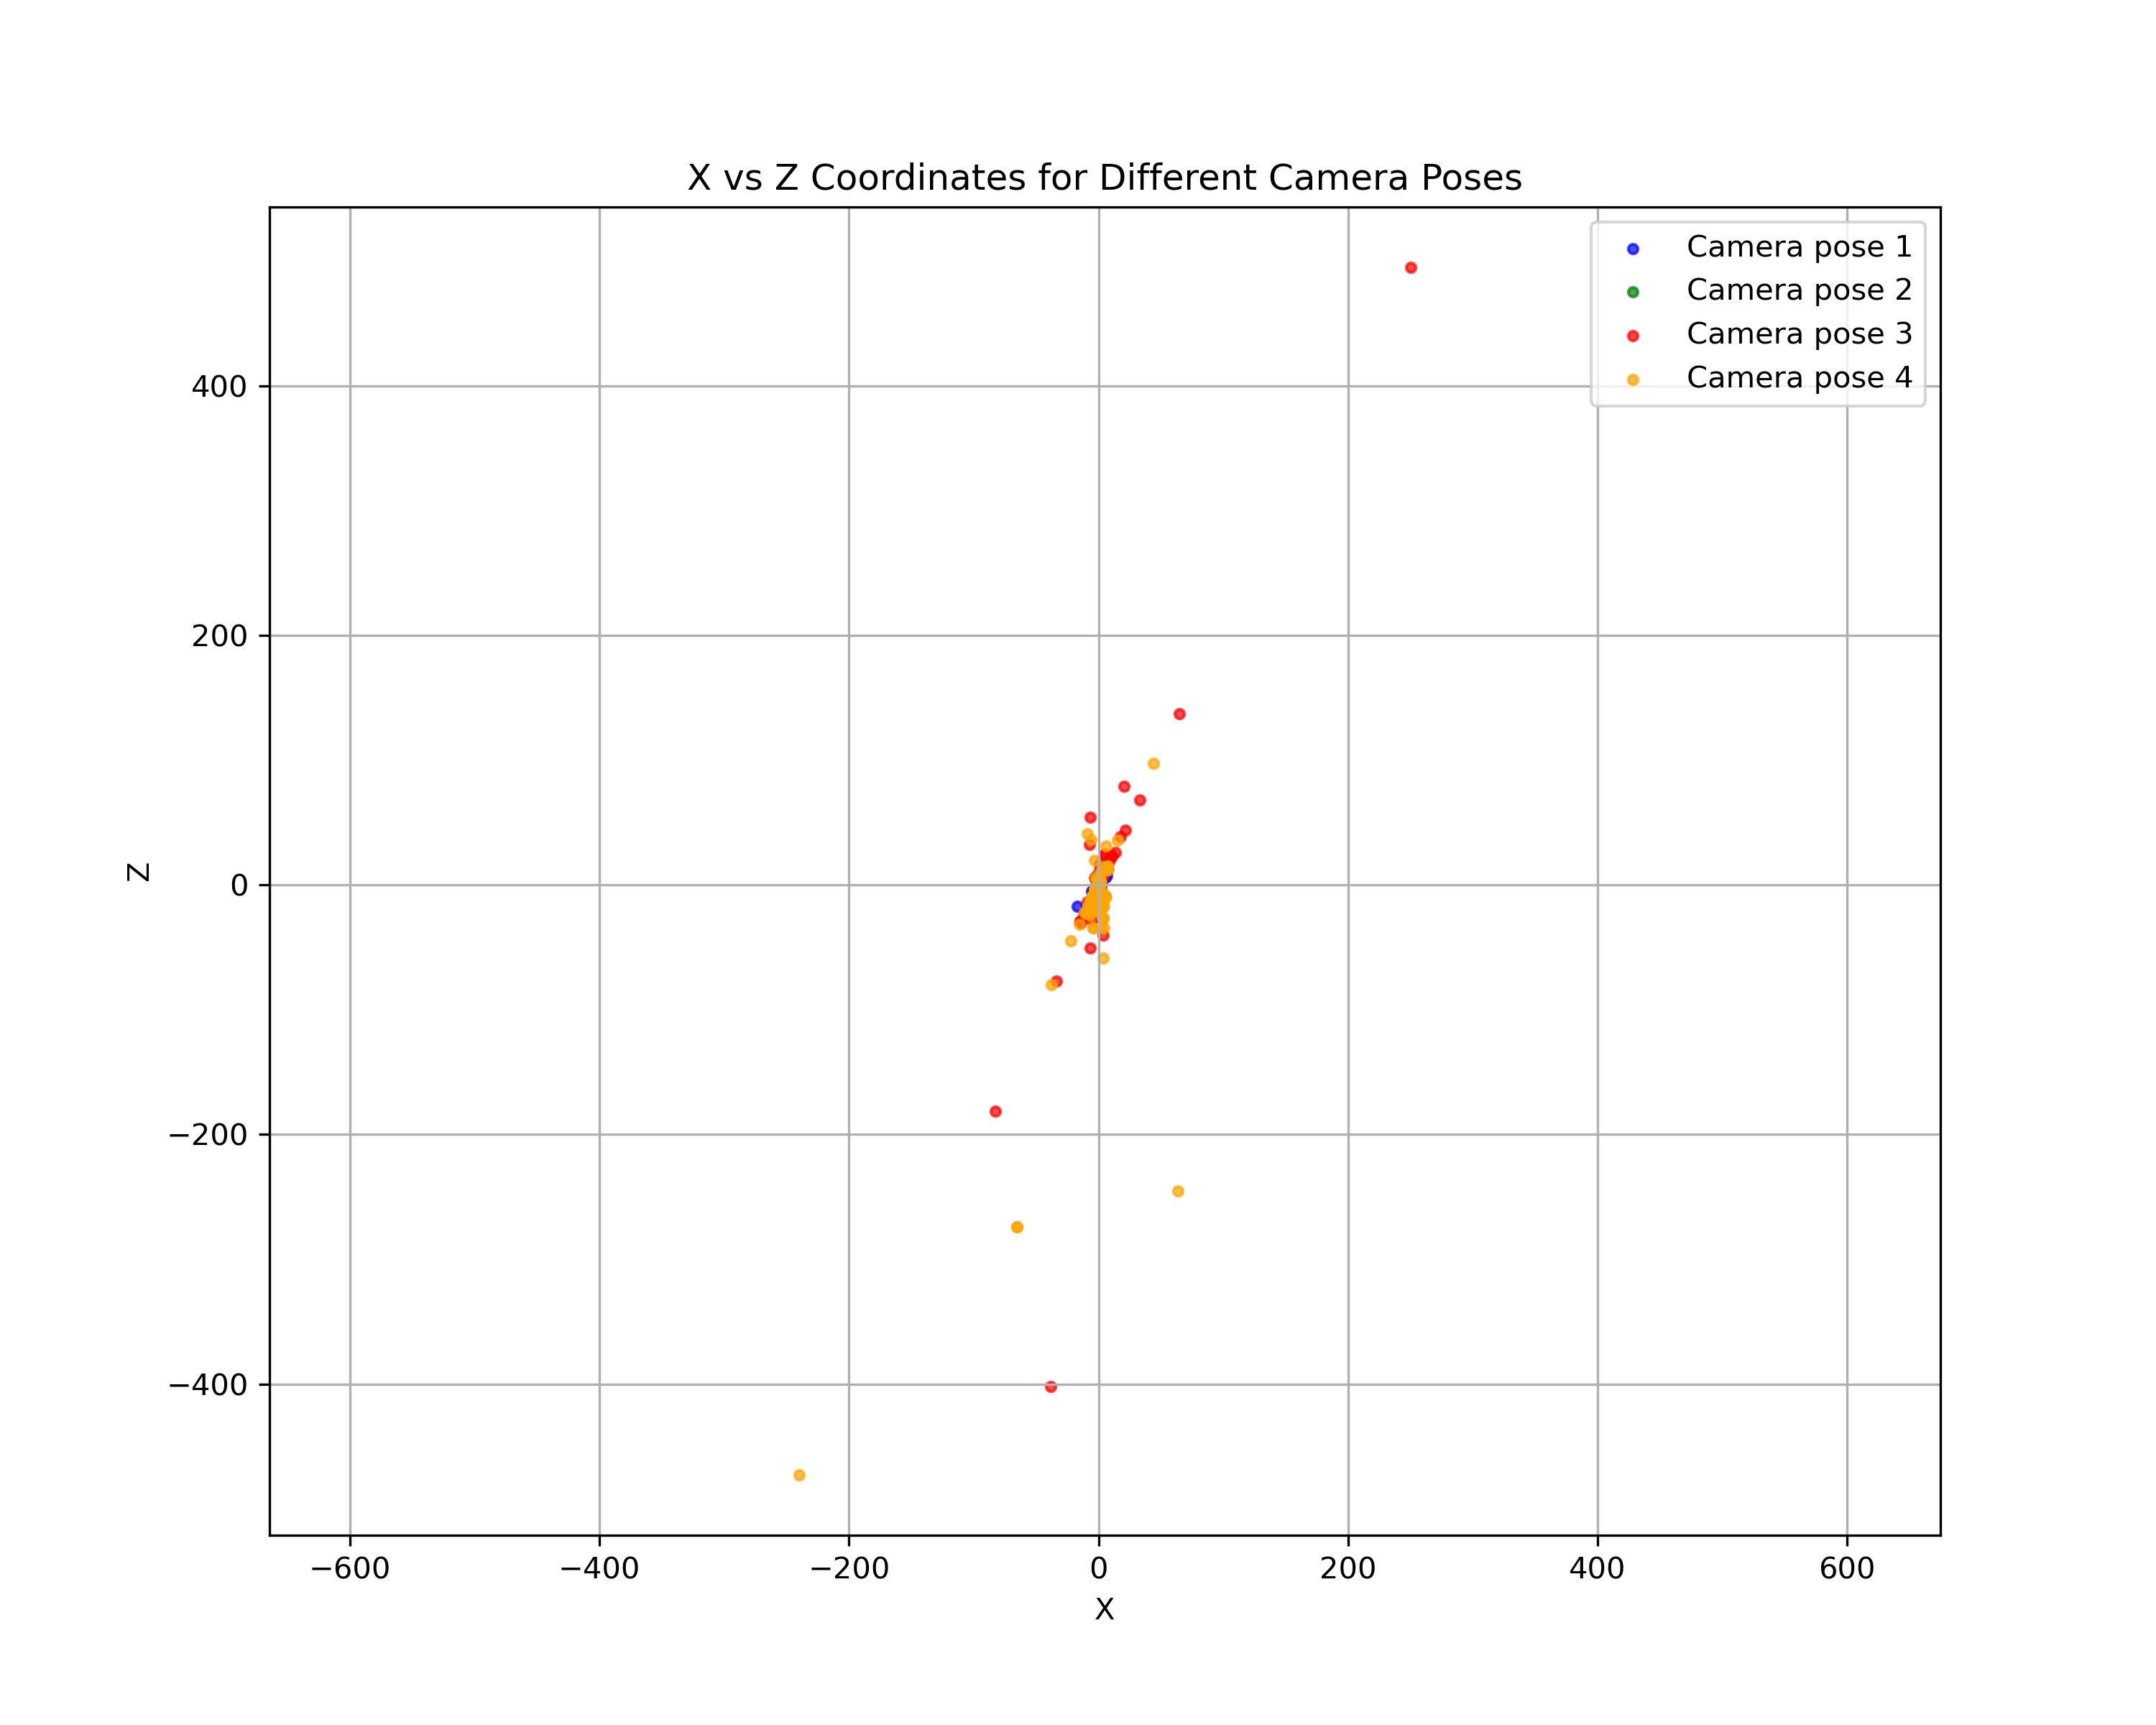 X vs Z Coordinates for Different Camera Poses
Camera pose 1
Camera pose 2
Camera pose 3
Camera pose 4
400
200
0
−200
−400
Z
−600 −400 −200 0 200 400 600
X